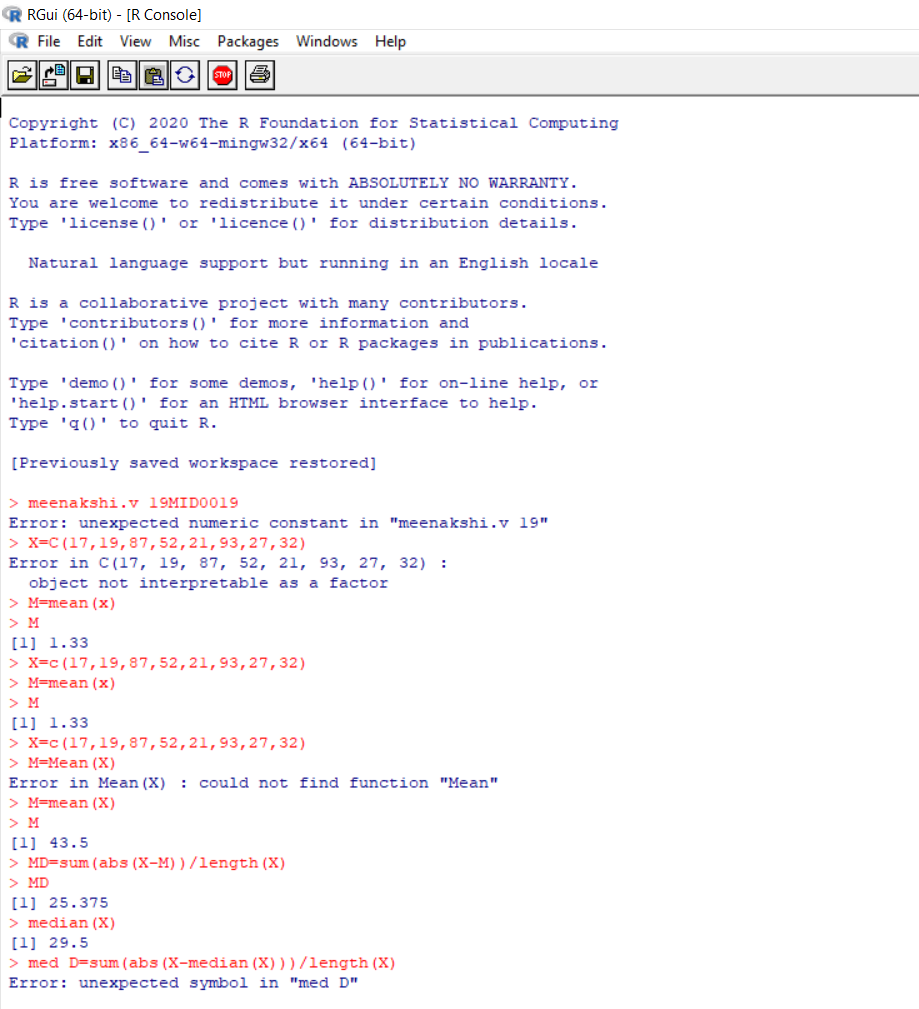 RGui (64-bit) - [R Console]
File Edit View Misc Packages Windows Help
STOP
Copyright (C) 2020 The R Foundation for Statistical Computing
Platform: x86_64-w64-mingw32/x64 (64-bit)
R is free software and comes with ABSOLUTELY NO WARRANTY.
You are welcome to redistribute it under certain conditions.
Type 'license()' or 'licence()' for distribution details.
Natural language support but running in an English locale
R is a collaborative project with many contributors.
Type 'contributors()' for more information and
'citation()' on how to cite R or R packages in publications.
Type 'demo()' for some demos, 'help()' for on-line help, or
'help.start()' for an HTML browser interface to help.
Type 'q()' to quit R.
[Previously saved workspace restored]
> meenakshi.v 19MID0019
Error: unexpected numeric constant in "meenakshi.v 19"
> X=C(17,19,87,52,21,93,27,32)
Error in C(17, 19, 87, 52, 21, 93, 27, 32) :
object not interpretable as a factor
> M=mean(x)
> M
[1] 1.33
> X=c(17,19,87,52,21,93,27,32)
> M=mean(x)
> M
[1] 1.33
> X=c(17,19,87,52,21,93,27,32)
> M=Mean(X)
Error in Mean(X) : could not find function "Mean"
> M=mean(X)
> M
[1] 43.5
> MD=sum(abs(X-M))/length(X)
> MD
[1] 25.375
> median(X)
[1] 29.5
> med D=sum(abs(X-median(X)))/length(X)
Error: unexpected symbol in "med D"